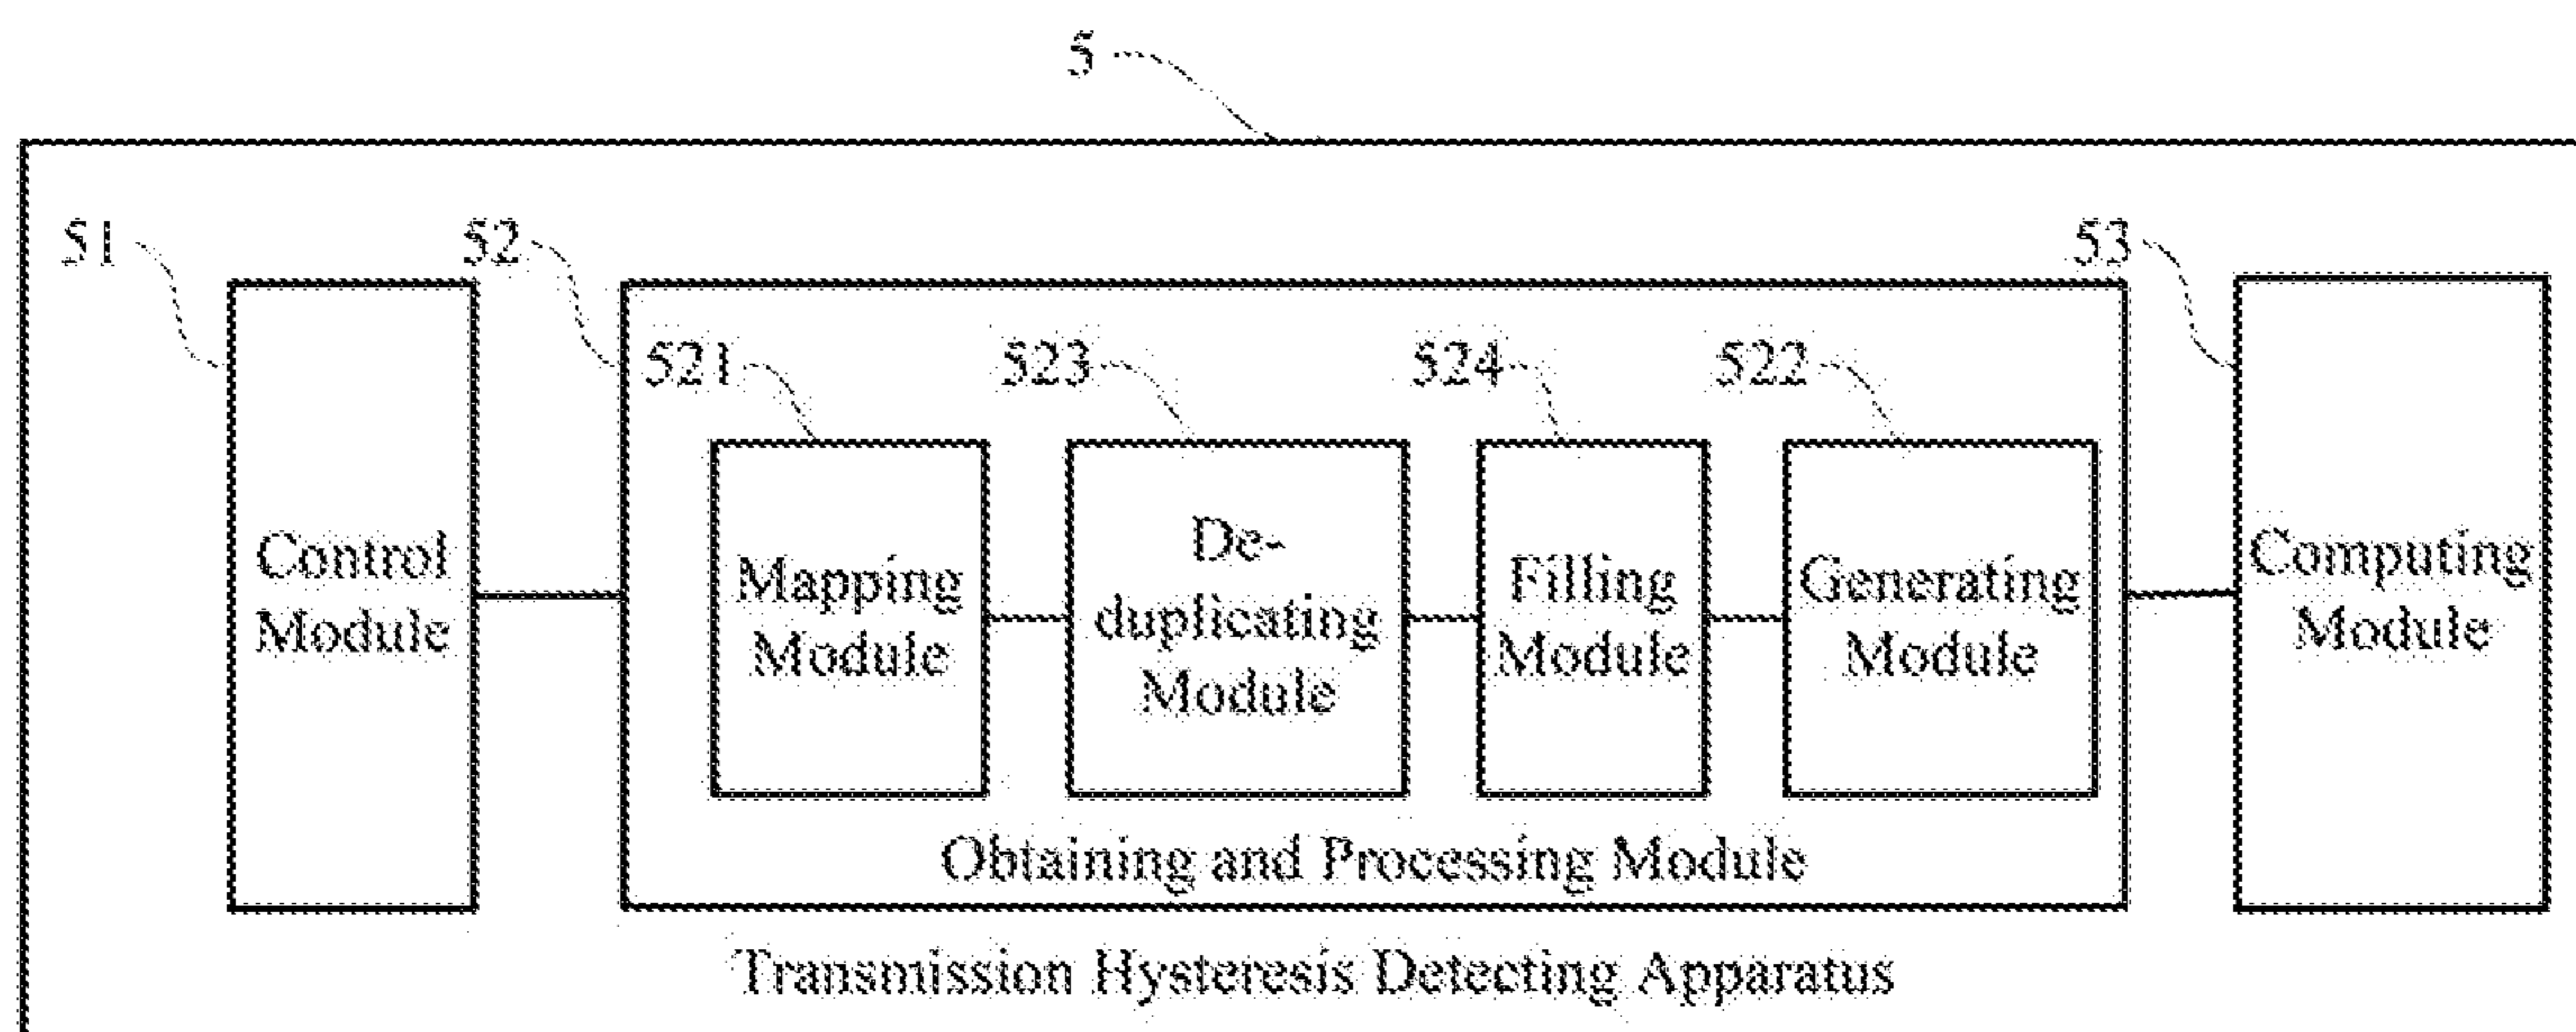 5
51
52
53
521
523
524
522
Control
Module
Mapping
Module
De-
duplicating
Module
Filling
Module
Generating
Module
Computing
Module
Obtaining and Processing Module
Transmission Hysteresis Detecting Apparatus